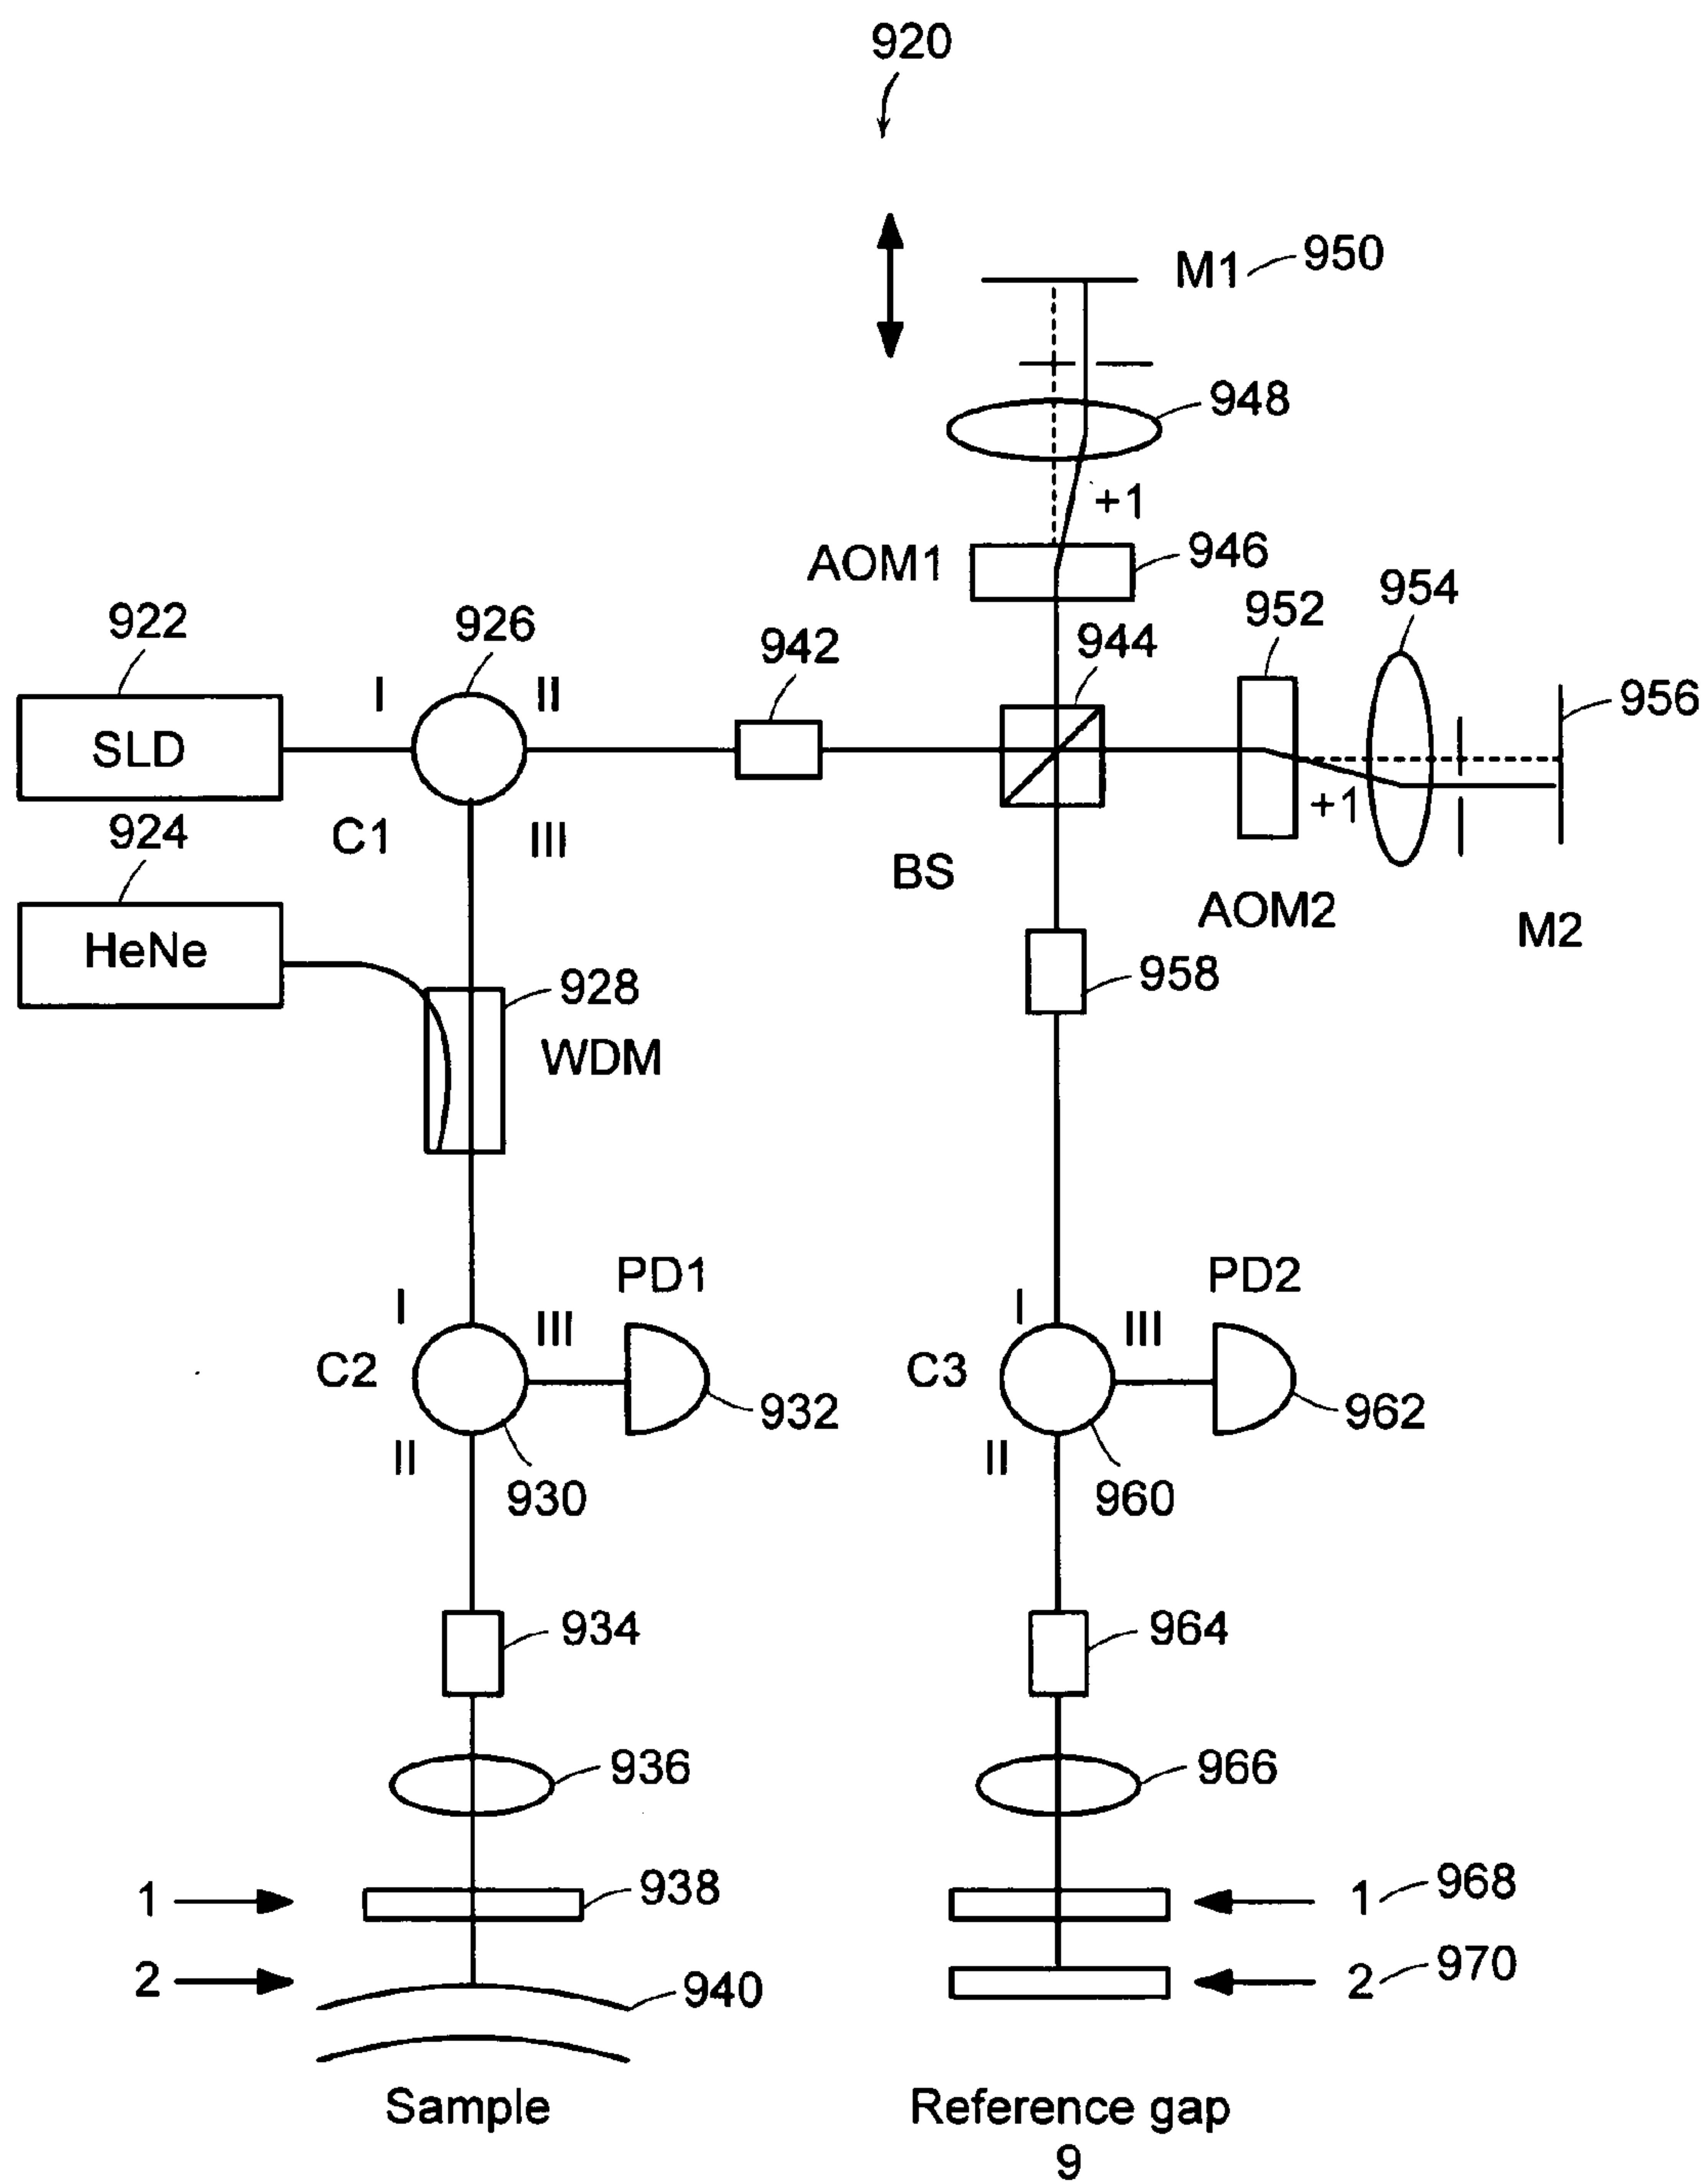 920
M1 950
948
+1
AOM1 946
922 926 942 944 952 954
I II
SLD
956
924 C1 III
+1
BS
AOM2
M2
HeNe
928
958
WDM
PD1 PD2
I III I III
C2 C3
932 962
II II
930 960
934 964
936 966
1 938 1 968
2 940 2 970
Sample Reference gap
9